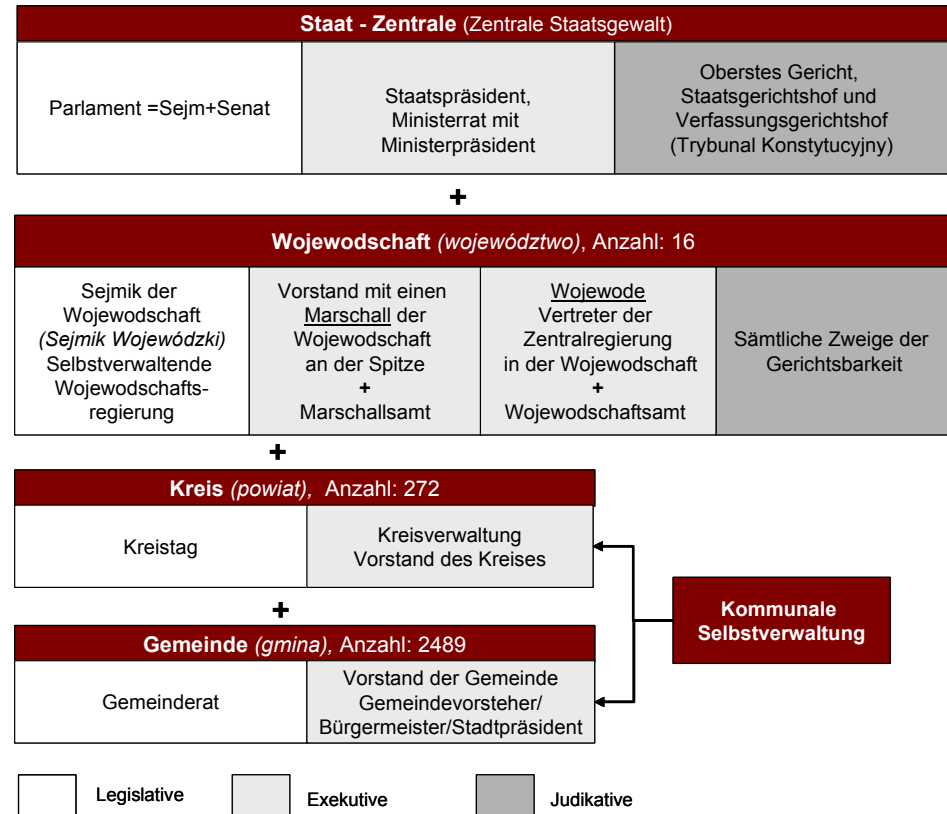 Staat - Zentrale (Zentrale Staatsgewalt)
Parlament =Sejm+Senat
Staatspräsident,
Ministerrat mit
Ministerpräsident
Oberstes Gericht,
Staatsgerichtshof und
Verfassungsgerichtshof
(Trybunal Konstytucyjny)
+
Wojewodschaft (województwo), Anzahl: 16
Sejmik der
Wojewodschaft
(Sejmik Wojewódzki)
Selbstverwaltende
Wojewodschafts-
regierung
Vorstand mit einen
Marschall der
Wojewodschaft
an der Spitze
+
Marschallsamt
Wojewode
Vertreter der
Zentralregierung
in der Wojewodschaft
+
Wojewodschaftsamt
Sämtliche Zweige der
Gerichtsbarkeit
+
Kreis (powiat), Anzahl: 272
Kreistag
Kreisverwaltung
Vorstand des Kreises
+
Gemeinde (gmina), Anzahl: 2489
Gemeinderat
Vorstand der Gemeinde
Gemeindevorsteher/
Bürgermeister/Stadtpräsident
Kommunale
Selbstverwaltung
Legislative
Exekutive
Judikative